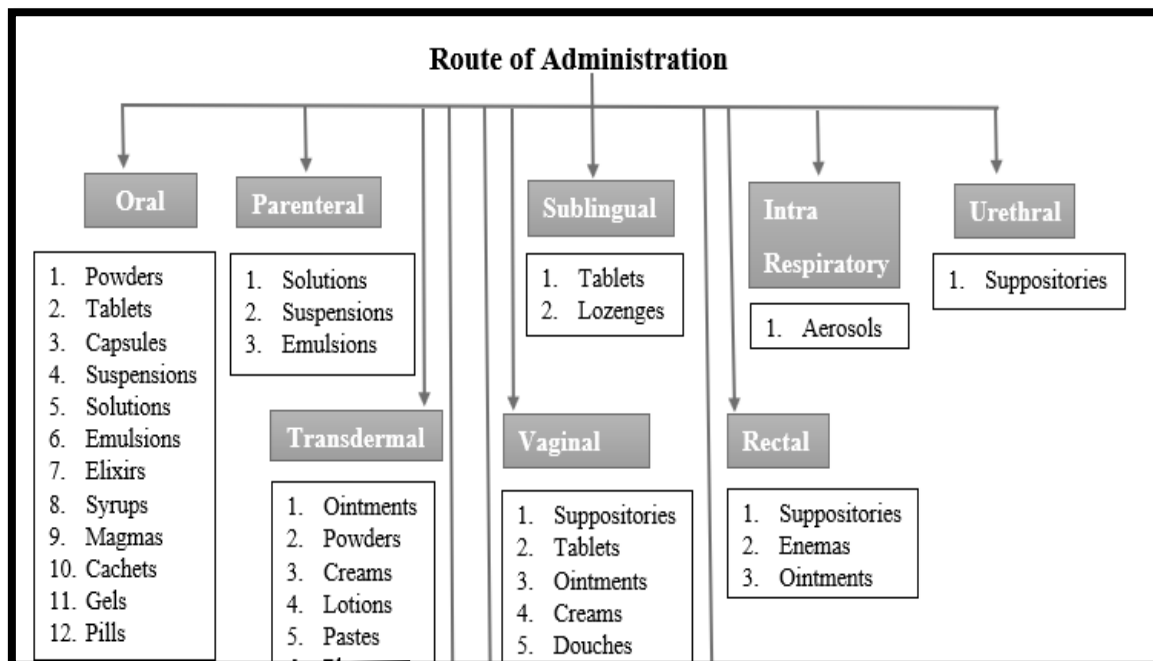 Route of Administration
Oral
1. Powders
2. Tablets
3. Capsules
4. Suspensions
5. Solutions
6. Emulsions
7. Elixirs
8. Syrups
9. Magmas
10. Cachets
11. Gels
12. Pills
Parenteral
1. Solutions
2. Suspensions
3. Emulsions
Sublingual
1. Tablets
2. Lozenges
Intra
Respiratory
1. Aerosols
Urethral
1. Suppositories
Transdermal
1. Ointments
2. Powders
3. Creams
4. Lotions
5. Pastes
Vaginal
1. Suppositories
2. Tablets
3. Ointments
4. Creams
5. Douches
Rectal
1. Suppositories
2. Enemas
3. Ointments